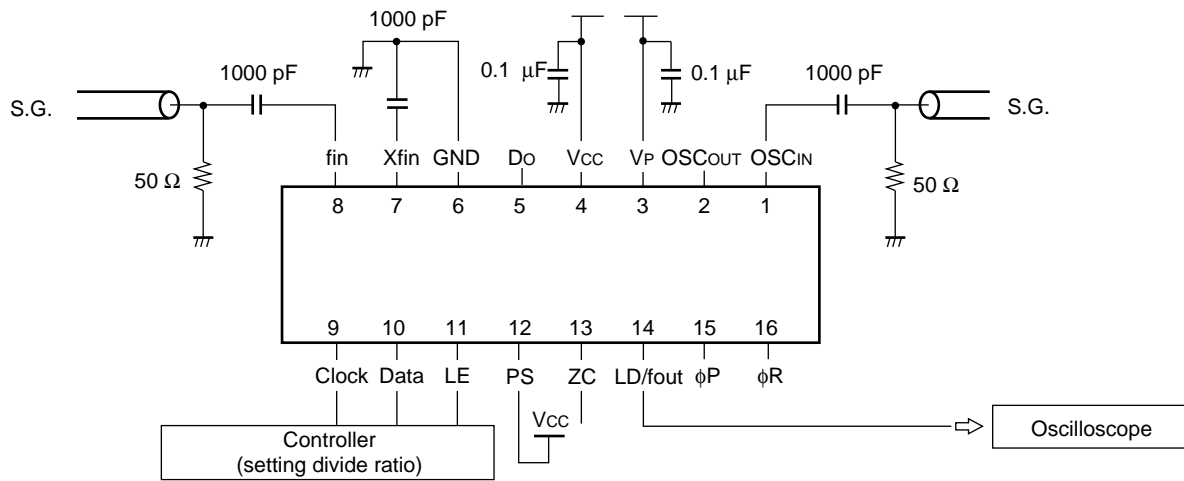 1000 pF
1000 pF
0.1 μF
0.1 μF
1000 pF
S.G.
S.G.
50 Ω
50 Ω
fin Xfin GND DO VCC VP OSCOUT OSCIN
8 7 6 5 4 3 2 1
9 10 11 12 13 14 15 16
Clock Data LE PS ZC LD/fout ϕP ϕR
VCC
Controller
(setting divide ratio)
Oscilloscope